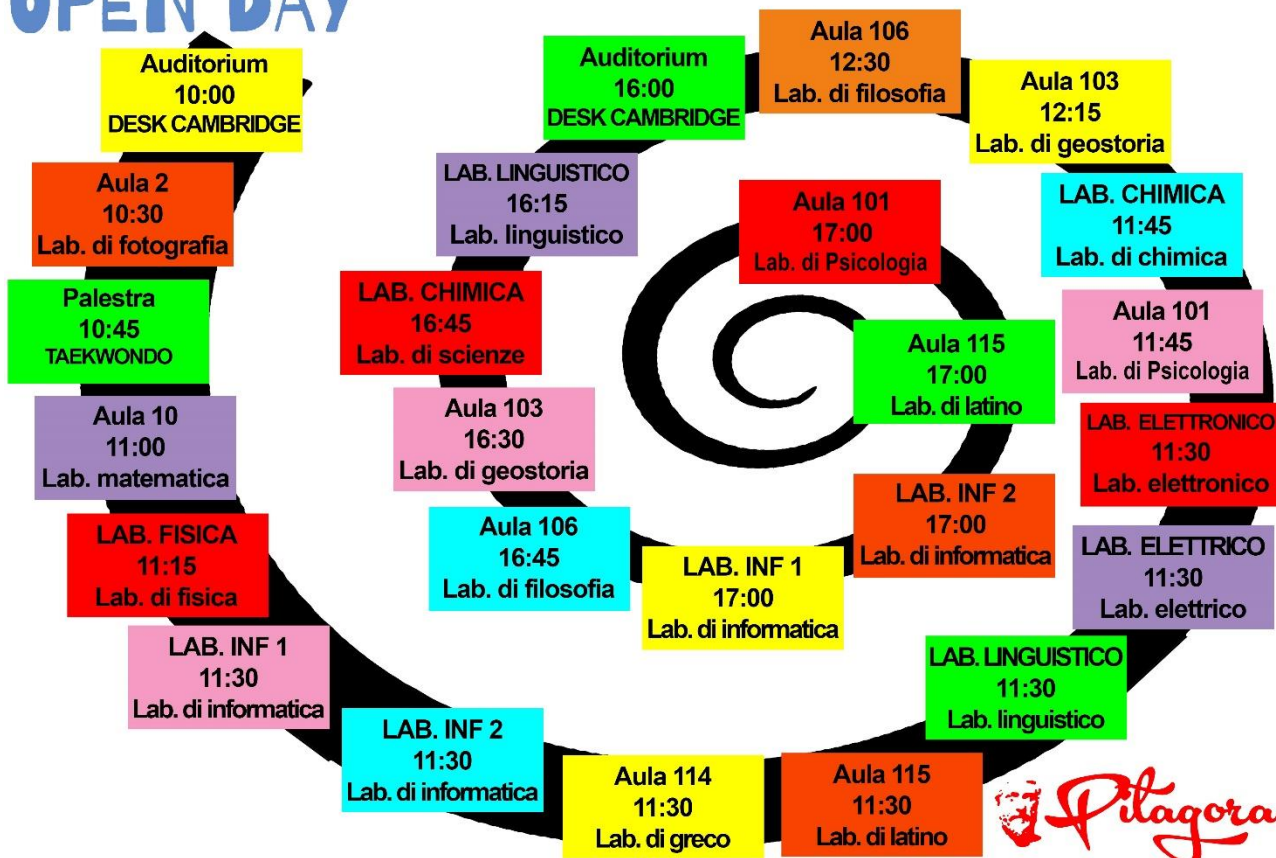 OPEN DAY
Auditorium
10:00
DESK CAMBRIDGE
Aula 2
10:30
Lab. di fotografia
Palestra
10:45
TAEKWONDO
Aula 10
11:00
Lab. matematica
LAB. FISICA
11:15
Lab. di fisica
LAB. INF 1
11:30
Lab. di informatica
LAB. INF 2
11:30
Lab. di informatica
Aula 114
11:30
Lab. di greco
Aula 115
11:30
Lab. di latino
LAB. LINGUISTICO
11:30
Lab. linguistico
LAB. ELETTRICO
11:30
Lab. elettrico
LAB. ELETTRONICO
11:30
Lab. elettronico
Aula 101
11:45
Lab. di Psicologia
LAB. CHIMICA
11:45
Lab. di chimica
Aula 103
12:15
Lab. di geostoria
Aula 106
12:30
Lab. di filosofia
Auditorium
16:00
DESK CAMBRIDGE
LAB. LINGUISTICO
16:15
Lab. linguistico
LAB. CHIMICA
16:45
Lab. di scienze
Aula 103
16:30
Lab. di geostoria
Aula 106
16:45
Lab. di filosofia
LAB. INF 1
17:00
Lab. di informatica
LAB. INF 2
17:00
Lab. di informatica
Aula 115
17:00
Lab. di latino
Aula 101
17:00
Lab. di Psicologia
Pitagora